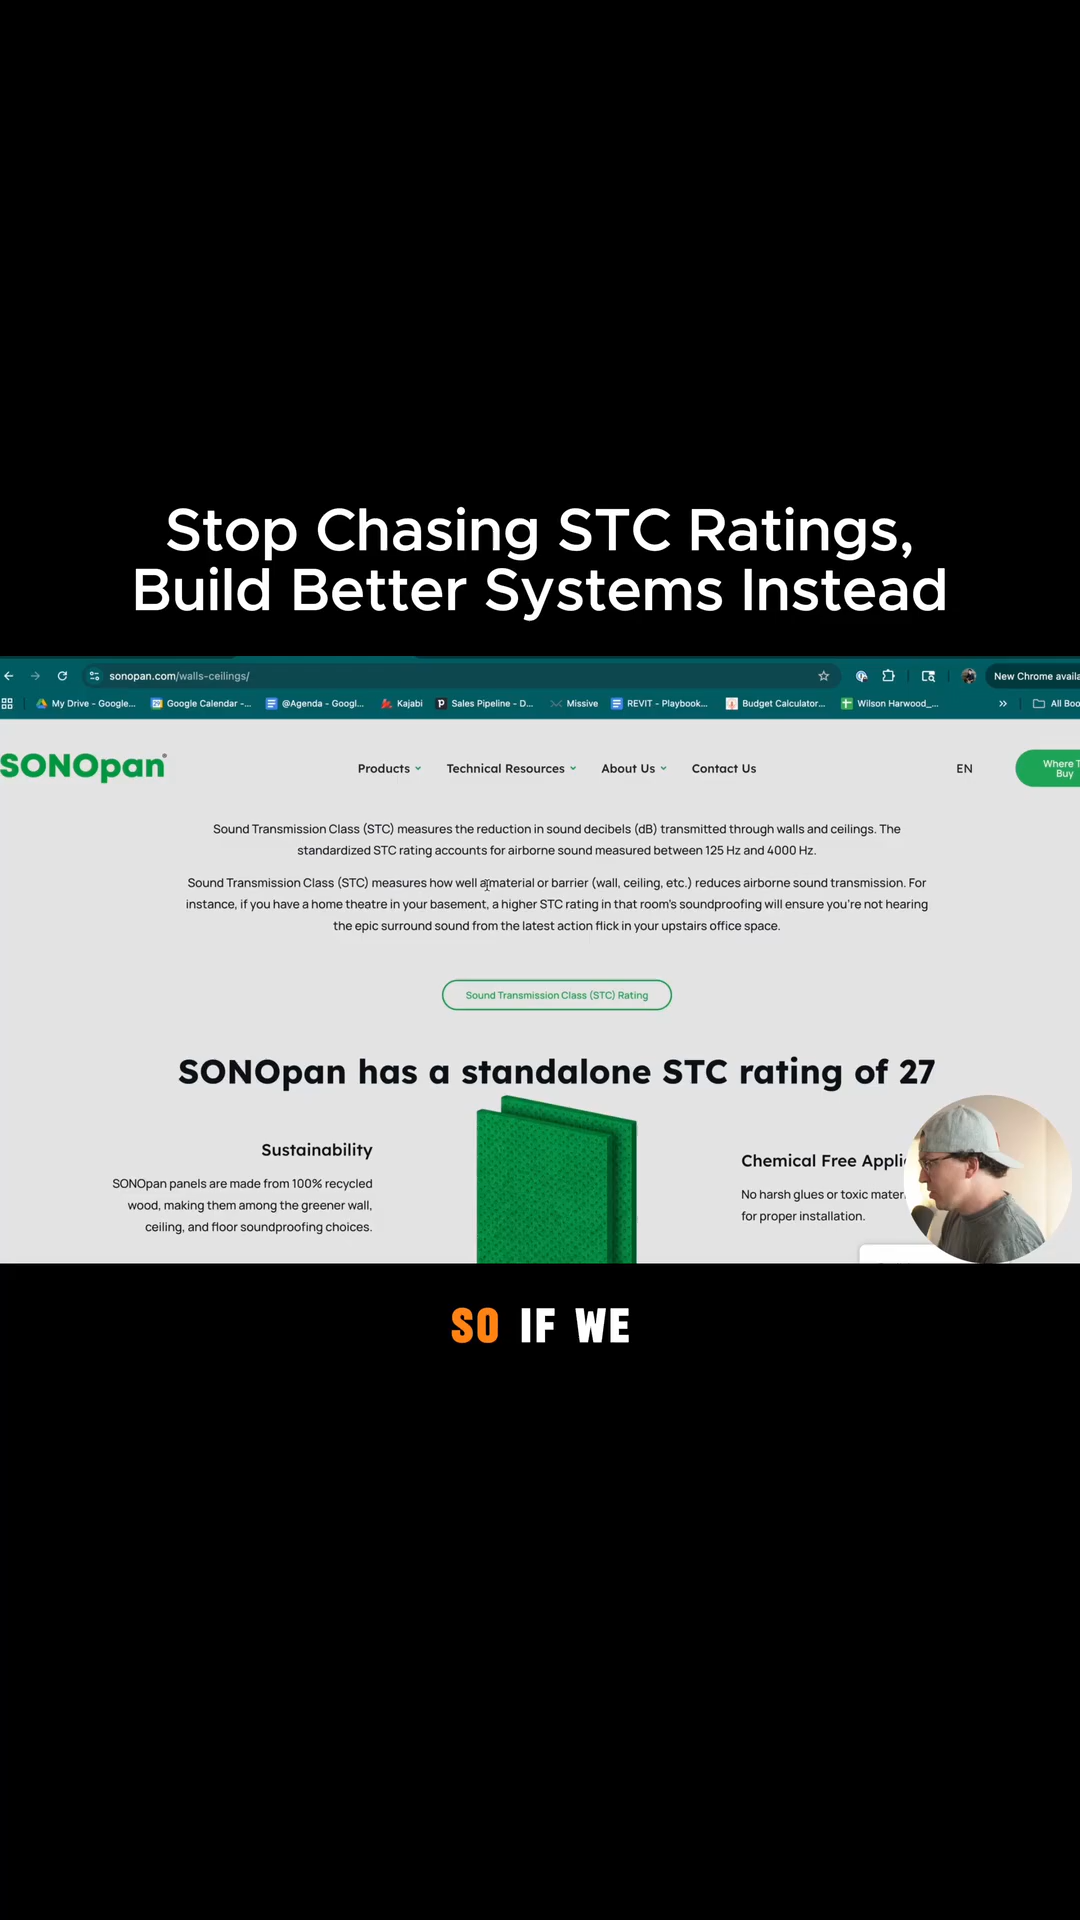 Stop Chasing STC Ratings,
Build Better Systems Instead
sonopan.com/walls-ceilings/
New Chrome availa
My Drive - Google...
Google Calendar -...
@Agenda - Googl...
Kajabi
Sales Pipeline - D...
Missive
REVIT - Playbook...
Budget Calculator...
Wilson Harwood_...
»
All Boo
SONOpan®
Products
Technical Resources
About Us
Contact Us
EN
Where T
Buy
Sound Transmission Class (STC) measures the reduction in sound decibels (dB) transmitted through walls and ceilings. The
standardized STC rating accounts for airborne sound measured between 125 Hz and 4000 Hz.
Sound Transmission Class (STC) measures how well a material or barrier (wall, ceiling, etc.) reduces airborne sound transmission. For
instance, if you have a home theatre in your basement, a higher STC rating in that room's soundproofing will ensure you're not hearing
the epic surround sound from the latest action flick in your upstairs office space.
Sound Transmission Class (STC) Rating
SONOpan has a standalone STC rating of 27
Sustainability
SONOpan panels are made from 100% recycled
wood, making them among the greener wall,
ceiling, and floor soundproofing choices.
Chemical Free Appli
No harsh glues or toxic mater
for proper installation.
SO IF WE